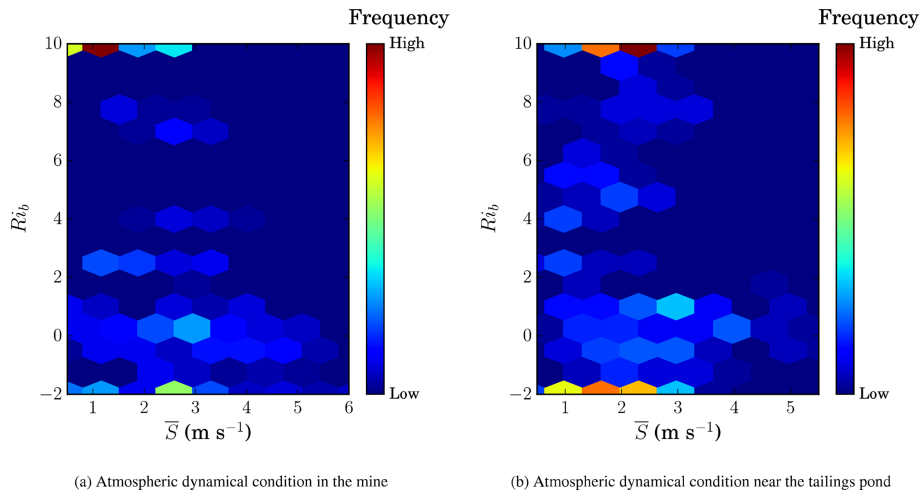 Frequency
Frequency
10
High
10
High
8
8
6
6
Ri_b
Ri_b
4
4
2
2
0
0
−2
Low
−2
Low
1 2 3 4 5 6
1 2 3 4 5
S̅ (m s⁻¹)
S̅ (m s⁻¹)
(a) Atmospheric dynamical condition in the mine
(b) Atmospheric dynamical condition near the tailings pond